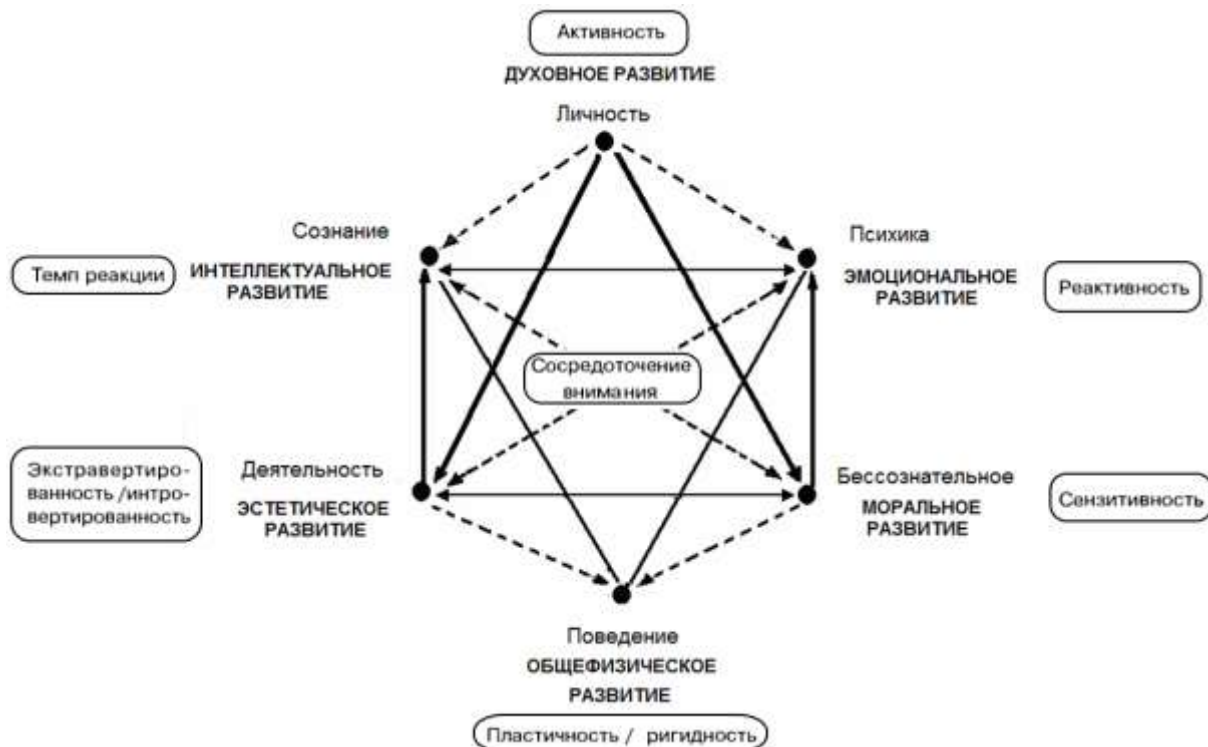 Активность
ДУХОВНОЕ РАЗВИТИЕ
Личность
Сознание
Психика
Темп реакции
ИНТЕЛЛЕКТУАЛЬНОЕ
РАЗВИТИЕ
ЭМОЦИОНАЛЬНОЕ
РАЗВИТИЕ
Реактивность
Сосредоточение
внимания
Экстравертиро-
ванность /интро-
вертированность
Деятельность
ЭСТЕТИЧЕСКОЕ
РАЗВИТИЕ
Бессознательное
МОРАЛЬНОЕ
РАЗВИТИЕ
Сензитивность
Поведение
ОБЩЕФИЗИЧЕСКОЕ
РАЗВИТИЕ
Пластичность / ригидность